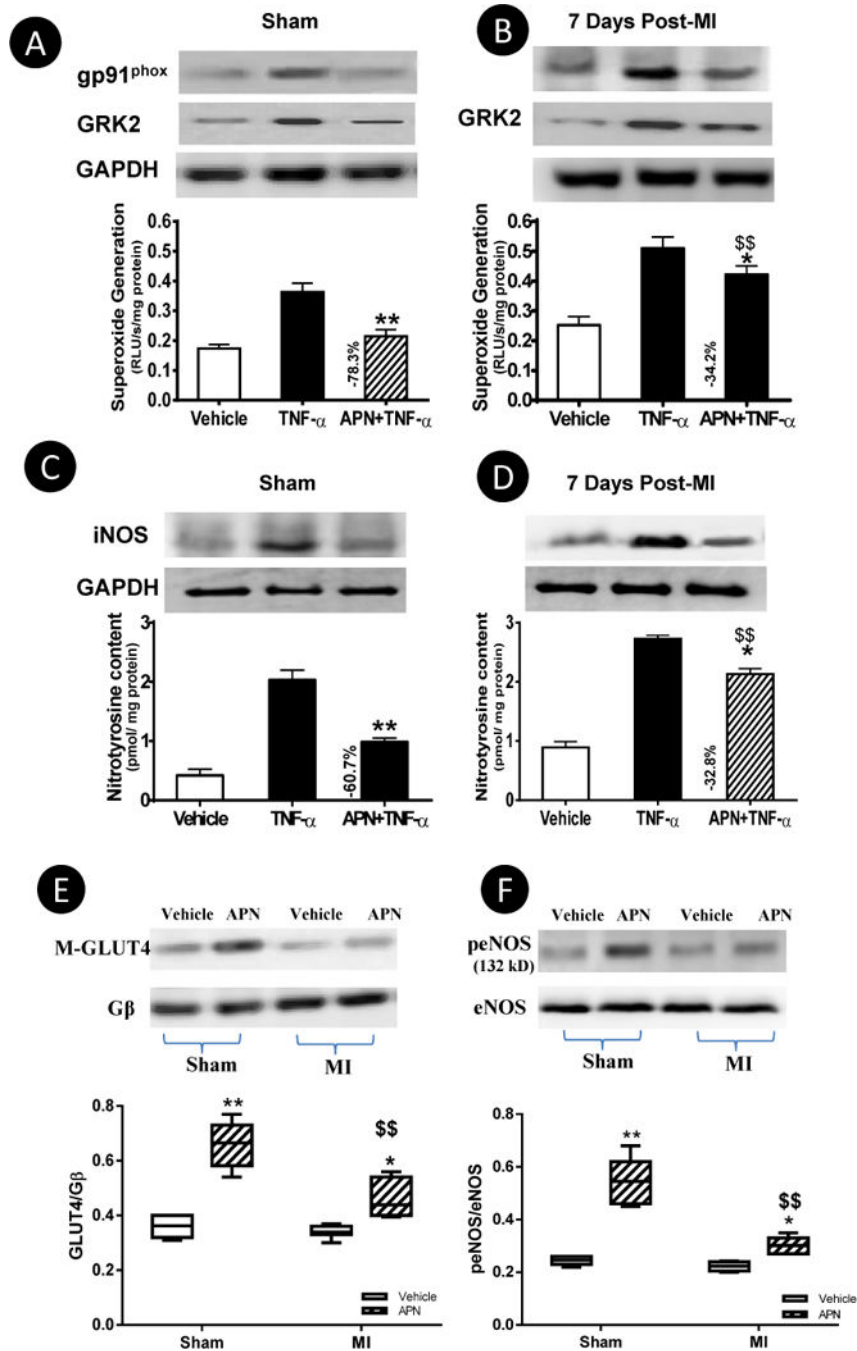 A
Sham
gp91phox
GRK2
GAPDH
Superoxide Generation
(RLU/s/mg protein)
0.6
0.5
0.4
0.3
0.2
0.1
0.0
-78.3%
**
Vehicle TNF-α APN+TNF-α
B
7 Days Post-MI
GRK2
Superoxide Generation
(RLU/s/mg protein)
0.6
0.5
0.4
0.3
0.2
0.1
0.0
-34.2%
$$
*
Vehicle TNF-α APN+TNF-α
C
Sham
iNOS
GAPDH
Nitrotyrosine content
(pmol/ mg protein)
3
2
1
0
-60.7%
**
Vehicle TNF-α APN+TNF-α
D
7 Days Post-MI
Nitrotyrosine content
(pmol/ mg protein)
3
2
1
0
-32.8%
$$
*
Vehicle TNF-α APN+TNF-α
E
Vehicle APN Vehicle APN
M-GLUT4
Gβ
Sham MI
GLUT4/Gβ
0.8
0.6
0.4
0.2
0.0
**
$$
*
Vehicle
APN
Sham MI
F
Vehicle APN Vehicle APN
peNOS
(132 kD)
eNOS
Sham MI
peNOS/eNOS
0.8
0.6
0.4
0.2
0.0
**
$$
*
Vehicle
APN
Sham MI